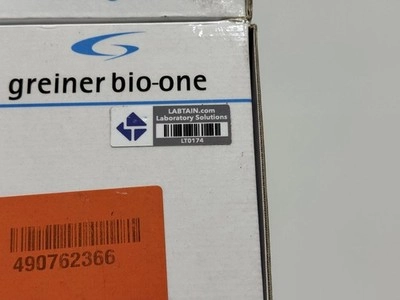 greiner bio-one
LABTAIN.com
Laboratory Solutions
LT0174
490762366